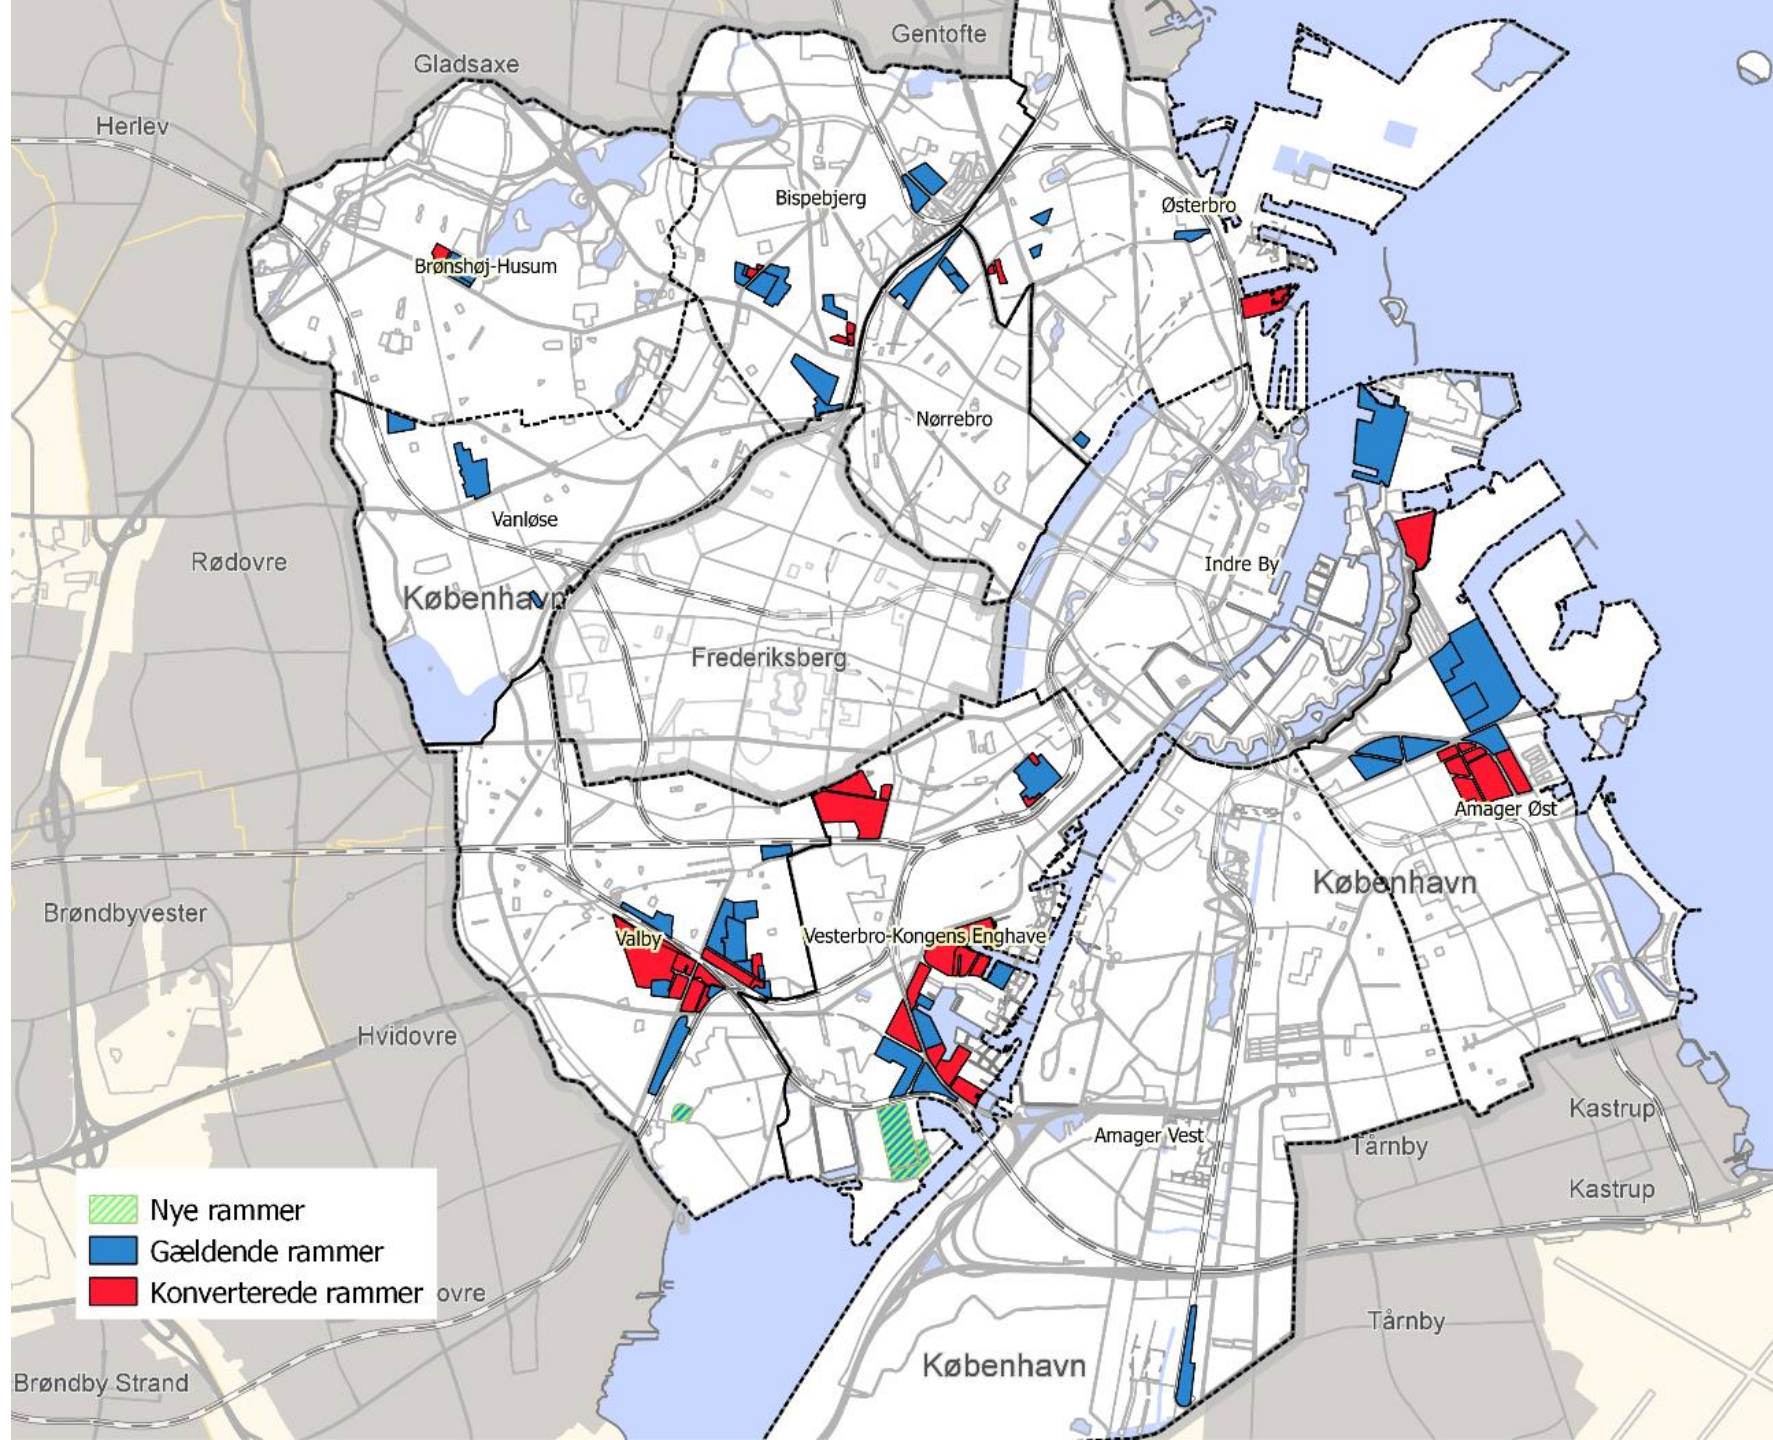 Gentofte
Gladsaxe
Herlev
Bispebjerg
Østerbro
Brønshøj-Husum
Nørrebro
Vanløse
Rødovre
Indre By
København
Frederiksberg
Amager Øst
København
Brøndbyvester
Valby
Vesterbro-Kongens Enghave
Hvidovre
Kastrup
Amager Vest
Tårnby
Kastrup
Nye rammer
Gældende rammer
Konverterede rammer
ovre
Tårnby
København
Brøndby Strand